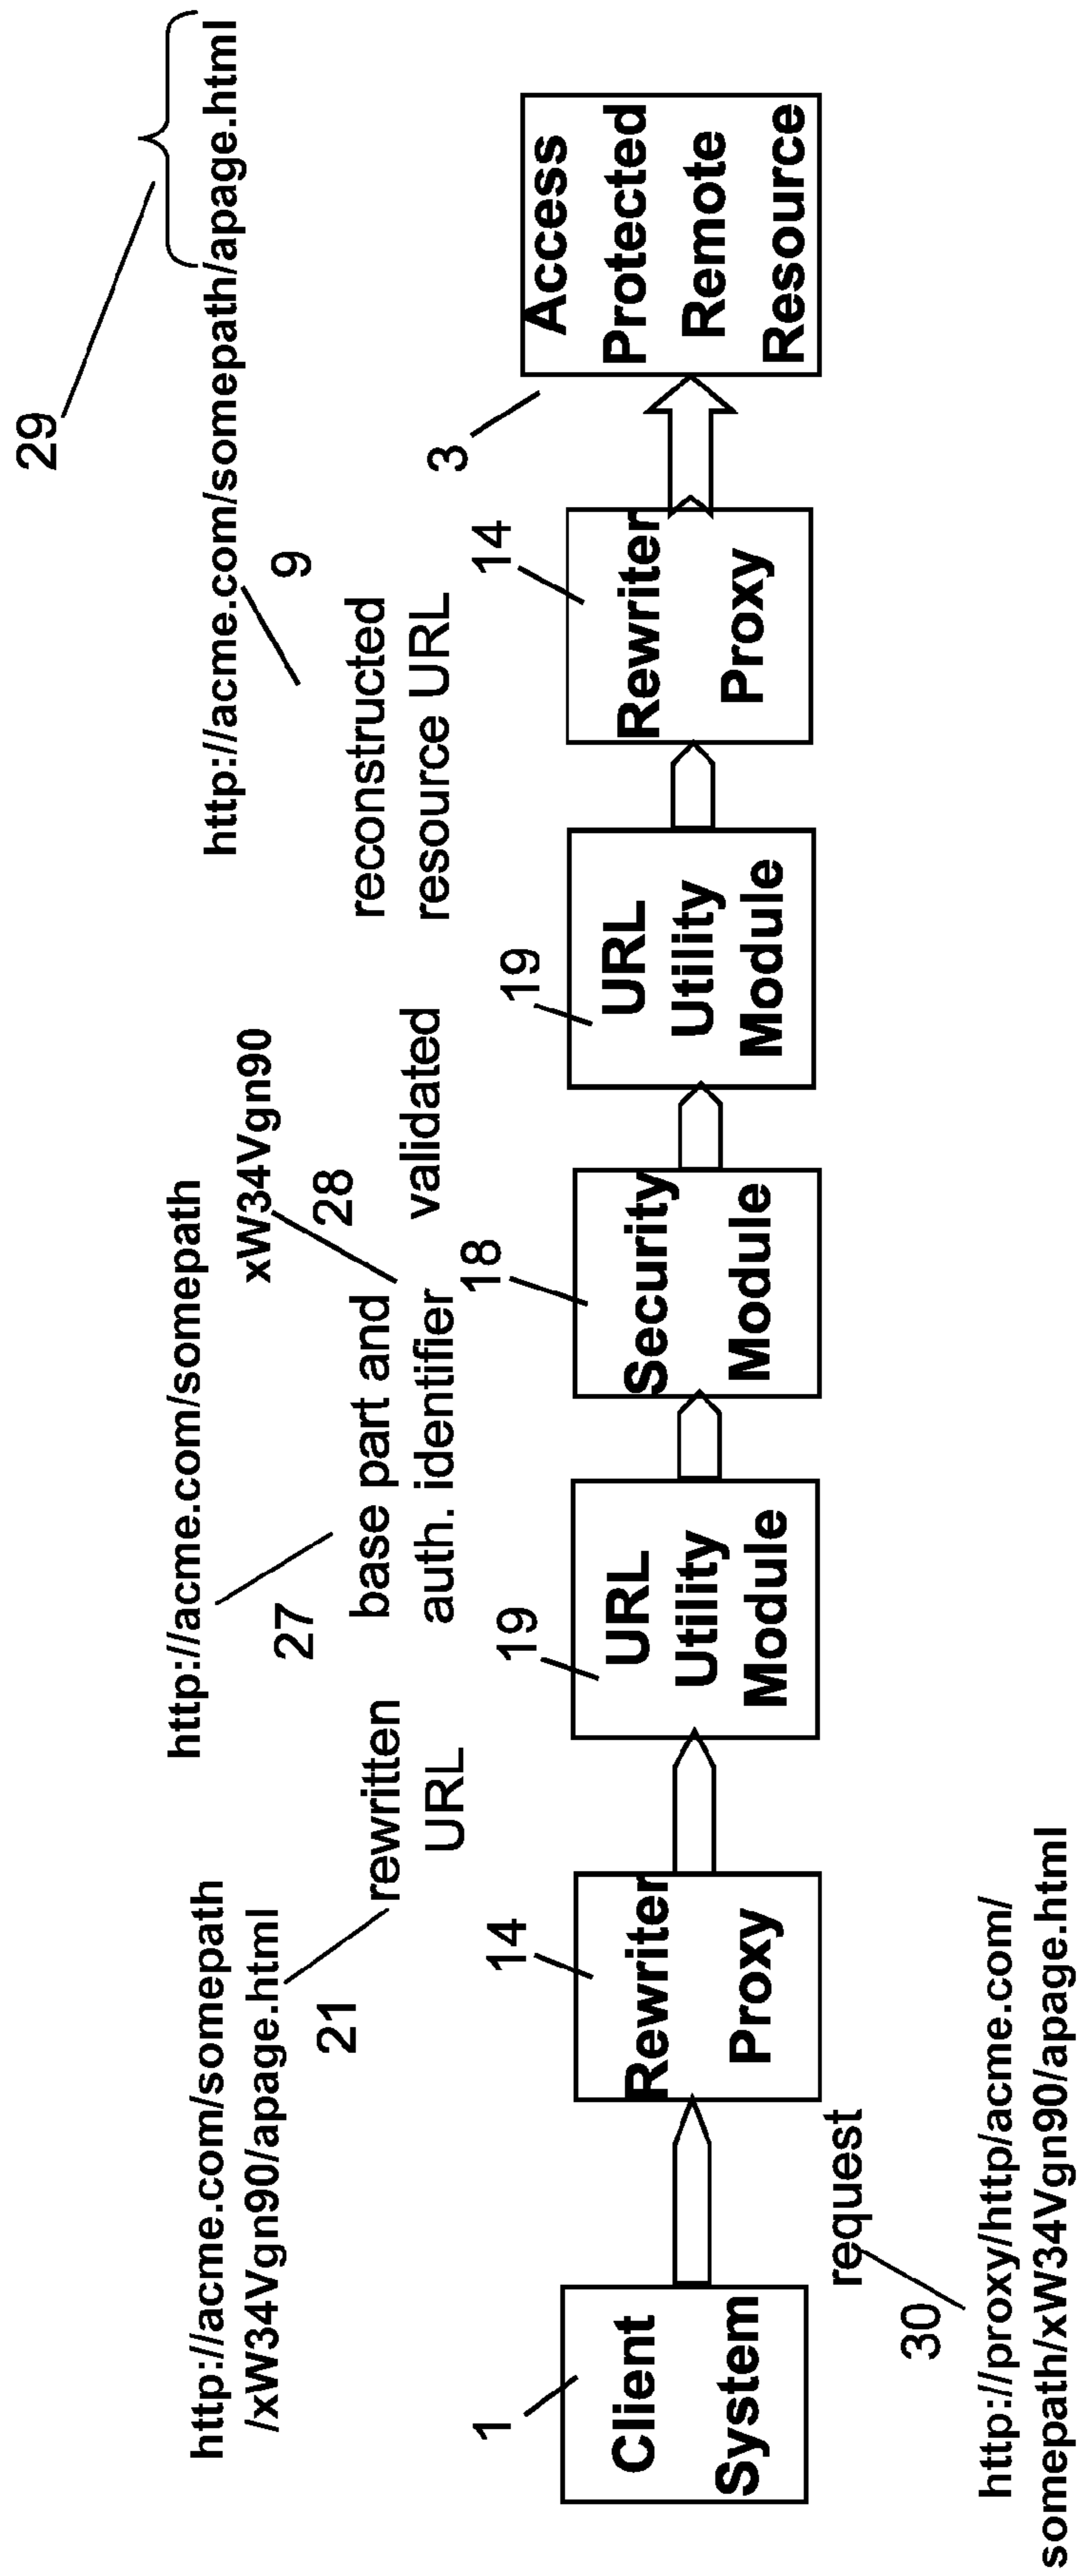 http://acme.com/somepath
/xW34Vgn90/apage.html
21
rewritten
URL
http://acme.com/somepath
27
xW34Vgn90
28
base part and
auth. identifier
validated
http://acme.com/somepath/apage.html
29
9
reconstructed
resource URL
1
Client
System
14
Rewriter
Proxy
19
URL
Utility
Module
18
Security
Module
19
URL
Utility
Module
14
Rewriter
Proxy
3
Access
Protected
Remote
Resource
request
30
http://proxy/http/acme.com/
somepath/xW34Vgn90/apage.html